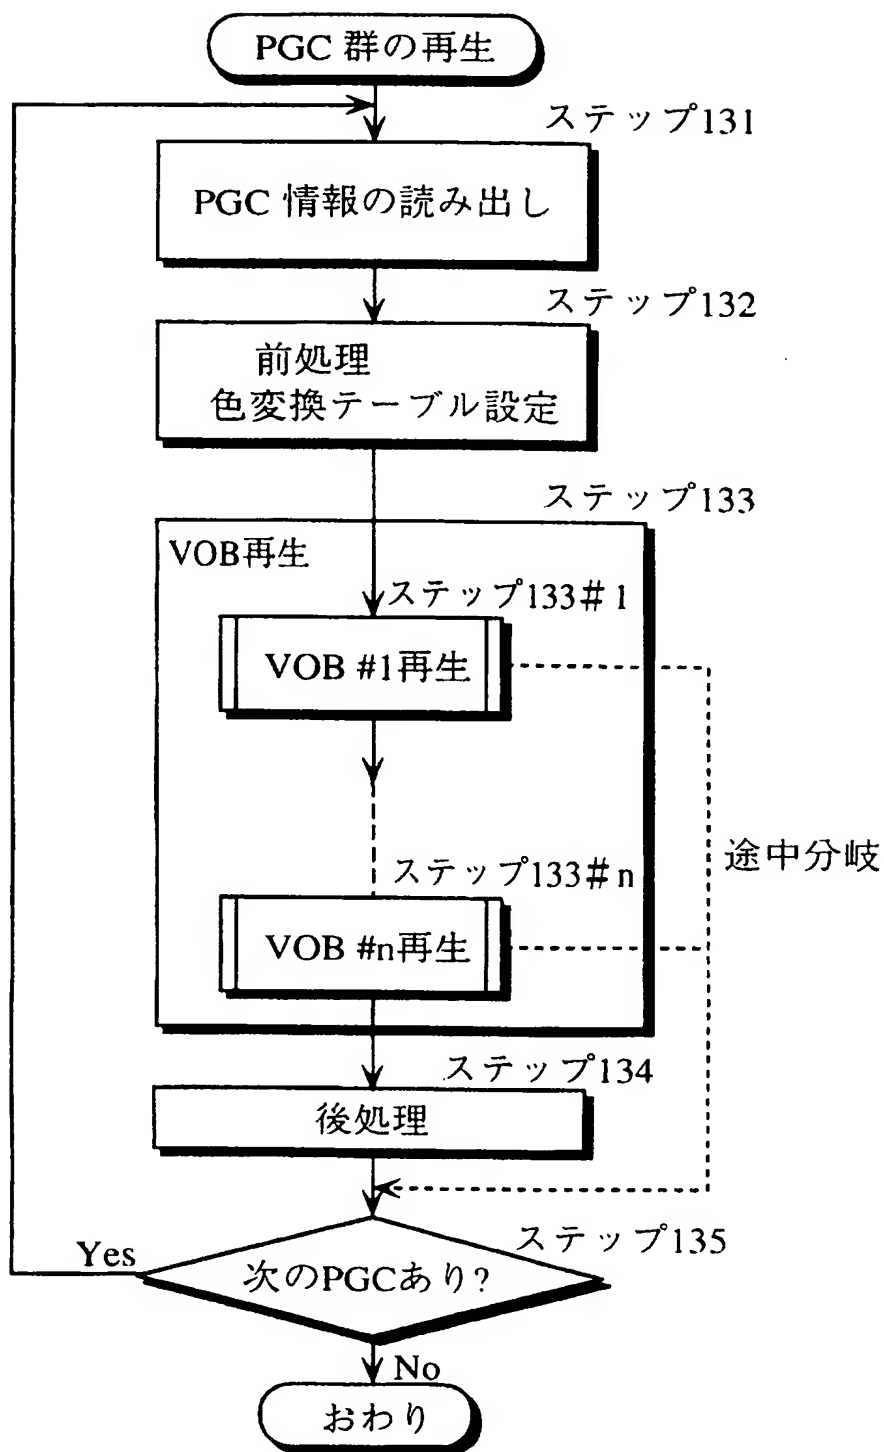 PGC 群の再生
ステップ131
PGC 情報の読み出し
ステップ132
前処理
色変換テーブル設定
ステップ133
VOB再生
ステップ133#1
VOB #1再生
途中分岐
ステップ133#n
VOB #n再生
ステップ134
後処理
ステップ135
Yes
次のPGCあり?
No
おわり